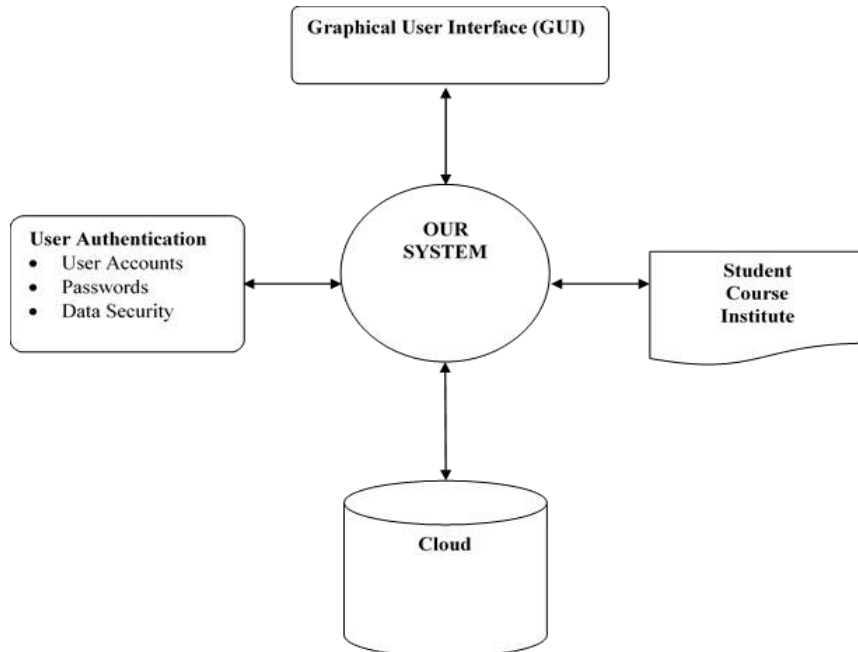 Graphical User Interface (GUI)
OUR
SYSTEM
User Authentication
• User Accounts
• Passwords
• Data Security
Student
Course
Institute
Cloud